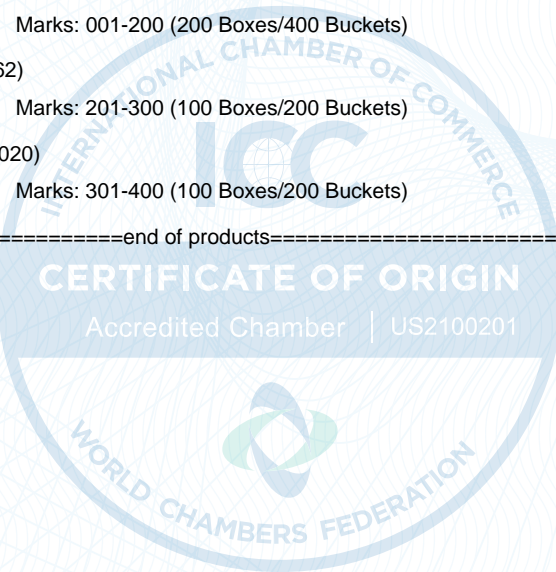 Marks: 001-200 (200 Boxes/400 Buckets)
62)
Marks: 201-300 (100 Boxes/200 Buckets)
020)
Marks: 301-400 (100 Boxes/200 Buckets)
==========end of products=======================
INTERNATIONAL CHAMBER OF COMMERCE
ICC
CERTIFICATE OF ORIGIN
Accredited Chamber | US2100201
WORLD CHAMBERS FEDERATION